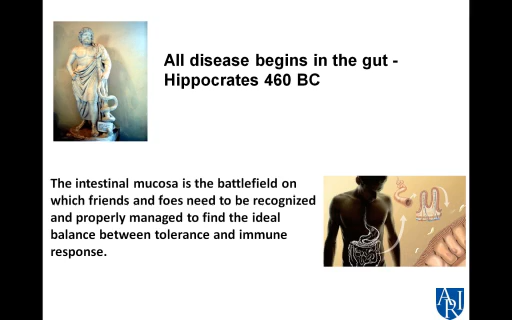 All disease begins in the gut -
Hippocrates 460 BC
The intestinal mucosa is the battlefield on
which friends and foes need to be recognized
and properly managed to find the ideal
balance between tolerance and immune
response.